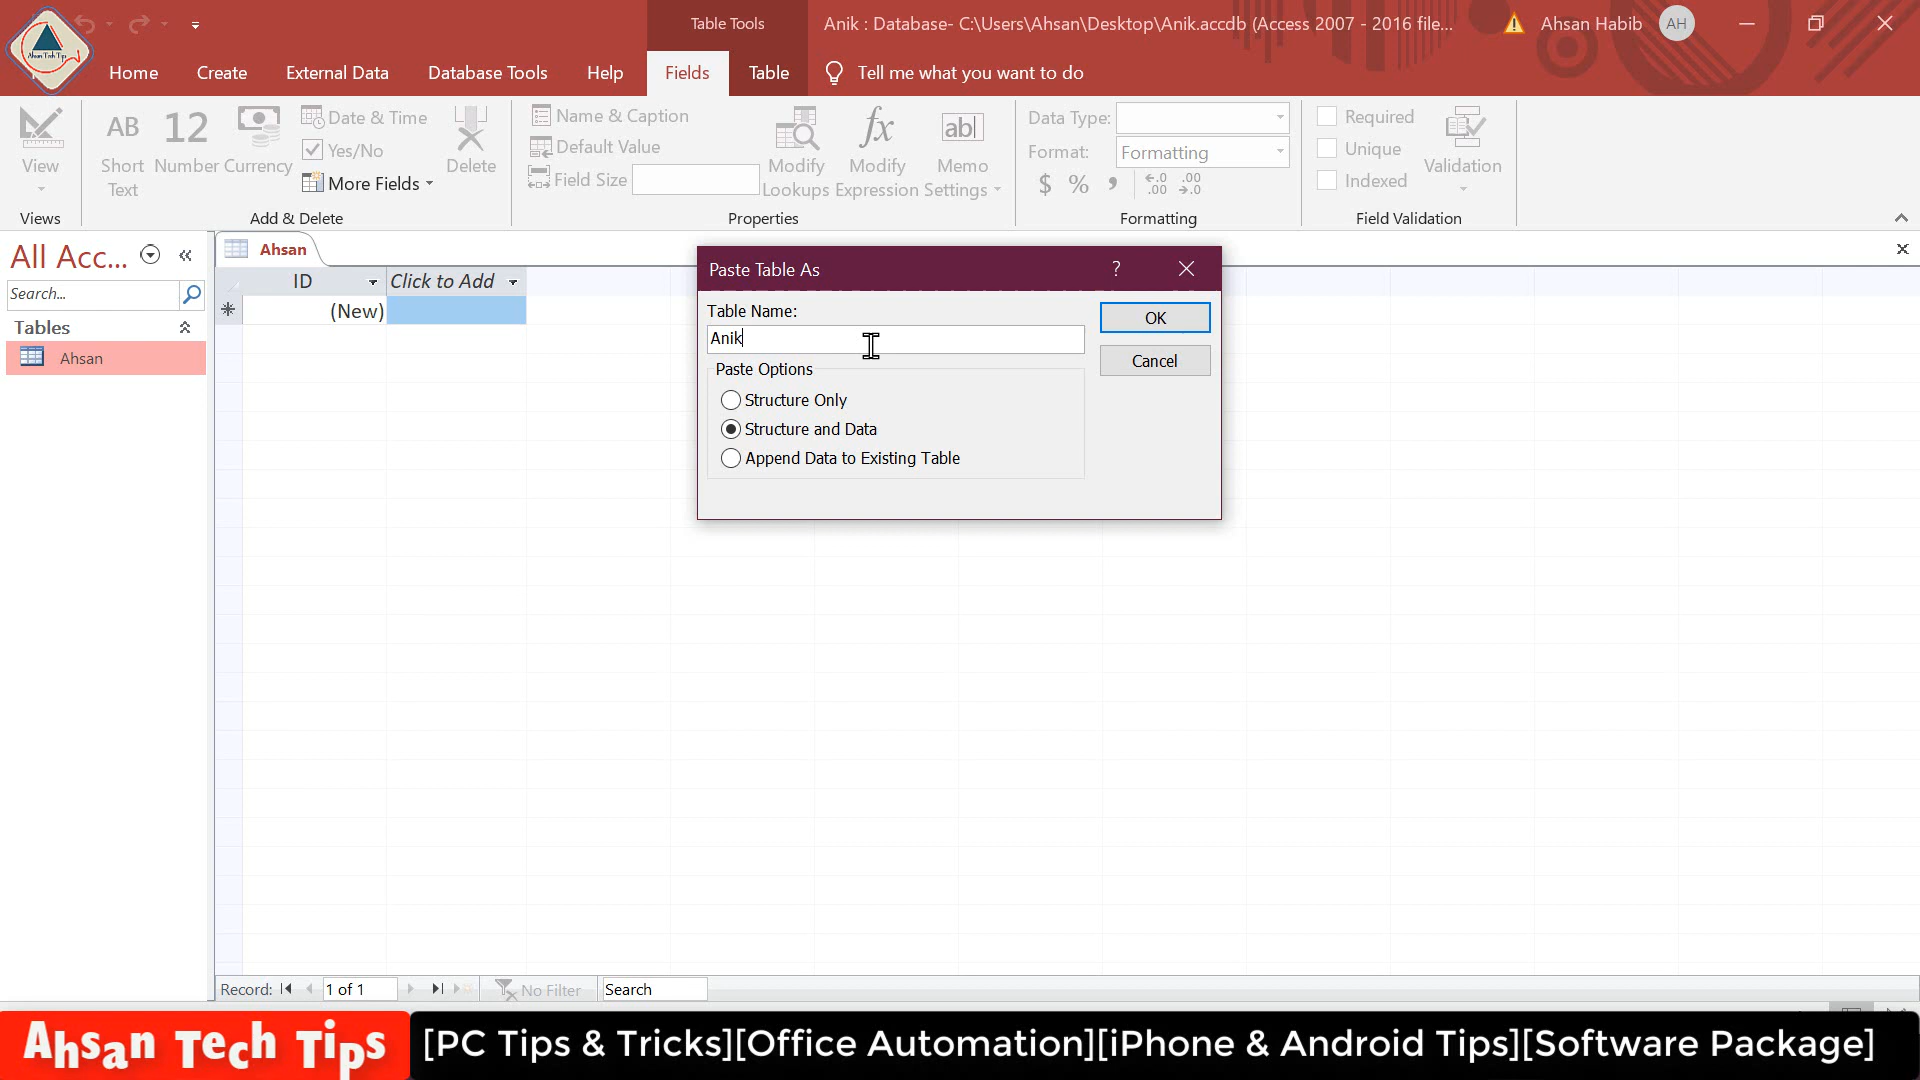 Table Tools
Anik : Database- C:\Users\Ahsan\Desktop\Anik.accdb (Access 2007 - 2016 file...
Ahsan Habib
AH
Home
Create
External Data
Database Tools
Help
Fields
Table
Tell me what you want to do
View
Views
AB
Short Text
12
Number
Currency
Date & Time
Yes/No
More Fields
Delete
Add & Delete
Name & Caption
Default Value
Field Size
Modify Lookups
fx
Modify Expression
ab|
Memo Settings
Properties
Data Type:
Format:
Formatting
$ % ,
←.0 .00
.00 →.0
Formatting
Required
Unique
Indexed
Validation
Field Validation
All Acc...
Search...
Tables
Ahsan
Ahsan
ID
Click to Add
(New)
Paste Table As
?
Table Name:
Anik
Paste Options
Structure Only
Structure and Data
Append Data to Existing Table
OK
Cancel
Record:
1 of 1
No Filter
Search
Ahsan Tech Tips
[PC Tips & Tricks][Office Automation][iPhone & Android Tips][Software Package]